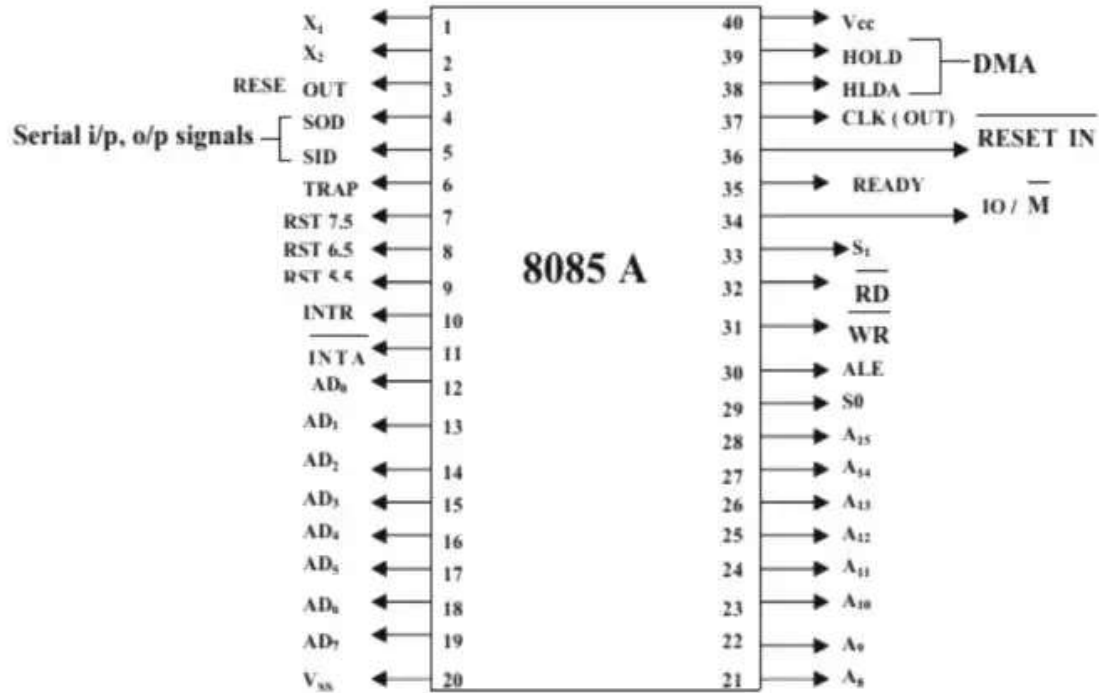 X₁ 1 40 Vcc
X₂ 2 39 HOLD
DMA
RESE OUT 3 38 HLDA
Serial i/p, o/p signals
SOD 4 37 CLK ( OUT)
SID 5 36 RESET IN
TRAP 6 35 READY
RST 7.5 7 34 IO / M
RST 6.5 8 33 S₁
8085 A
RST 5.5 9 32 RD
INTR 10 31 WR
INTA 11 30 ALE
AD₀ 12 29 S0
AD₁ 13 28 A₁₅
AD₂ 14 27 A₁₄
AD₃ 15 26 A₁₃
AD₄ 16 25 A₁₂
AD₅ 17 24 A₁₁
AD₆ 18 23 A₁₀
AD₇ 19 22 A₉
Vss 20 21 A₈